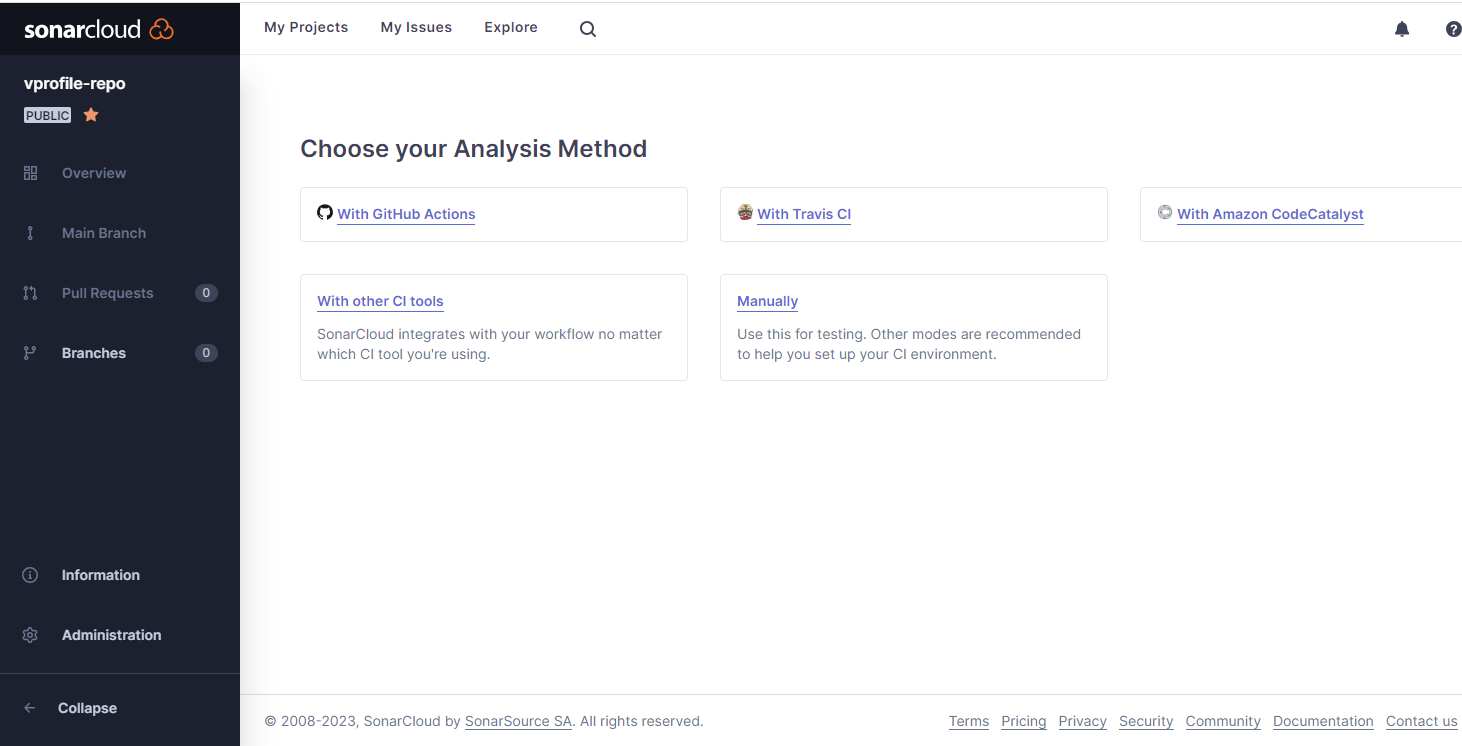 sonarcloud
My Projects My Issues Explore
?
vprofile-repo
PUBLIC
Overview
Main Branch
Pull Requests 0
Branches 0
Information
Administration
Collapse
Choose your Analysis Method
With GitHub Actions
With Travis CI
With Amazon CodeCatalyst
With other CI tools
SonarCloud integrates with your workflow no matter
which CI tool you're using.
Manually
Use this for testing. Other modes are recommended
to help you set up your CI environment.
© 2008-2023, SonarCloud by SonarSource SA. All rights reserved.
Terms Pricing Privacy Security Community Documentation Contact us